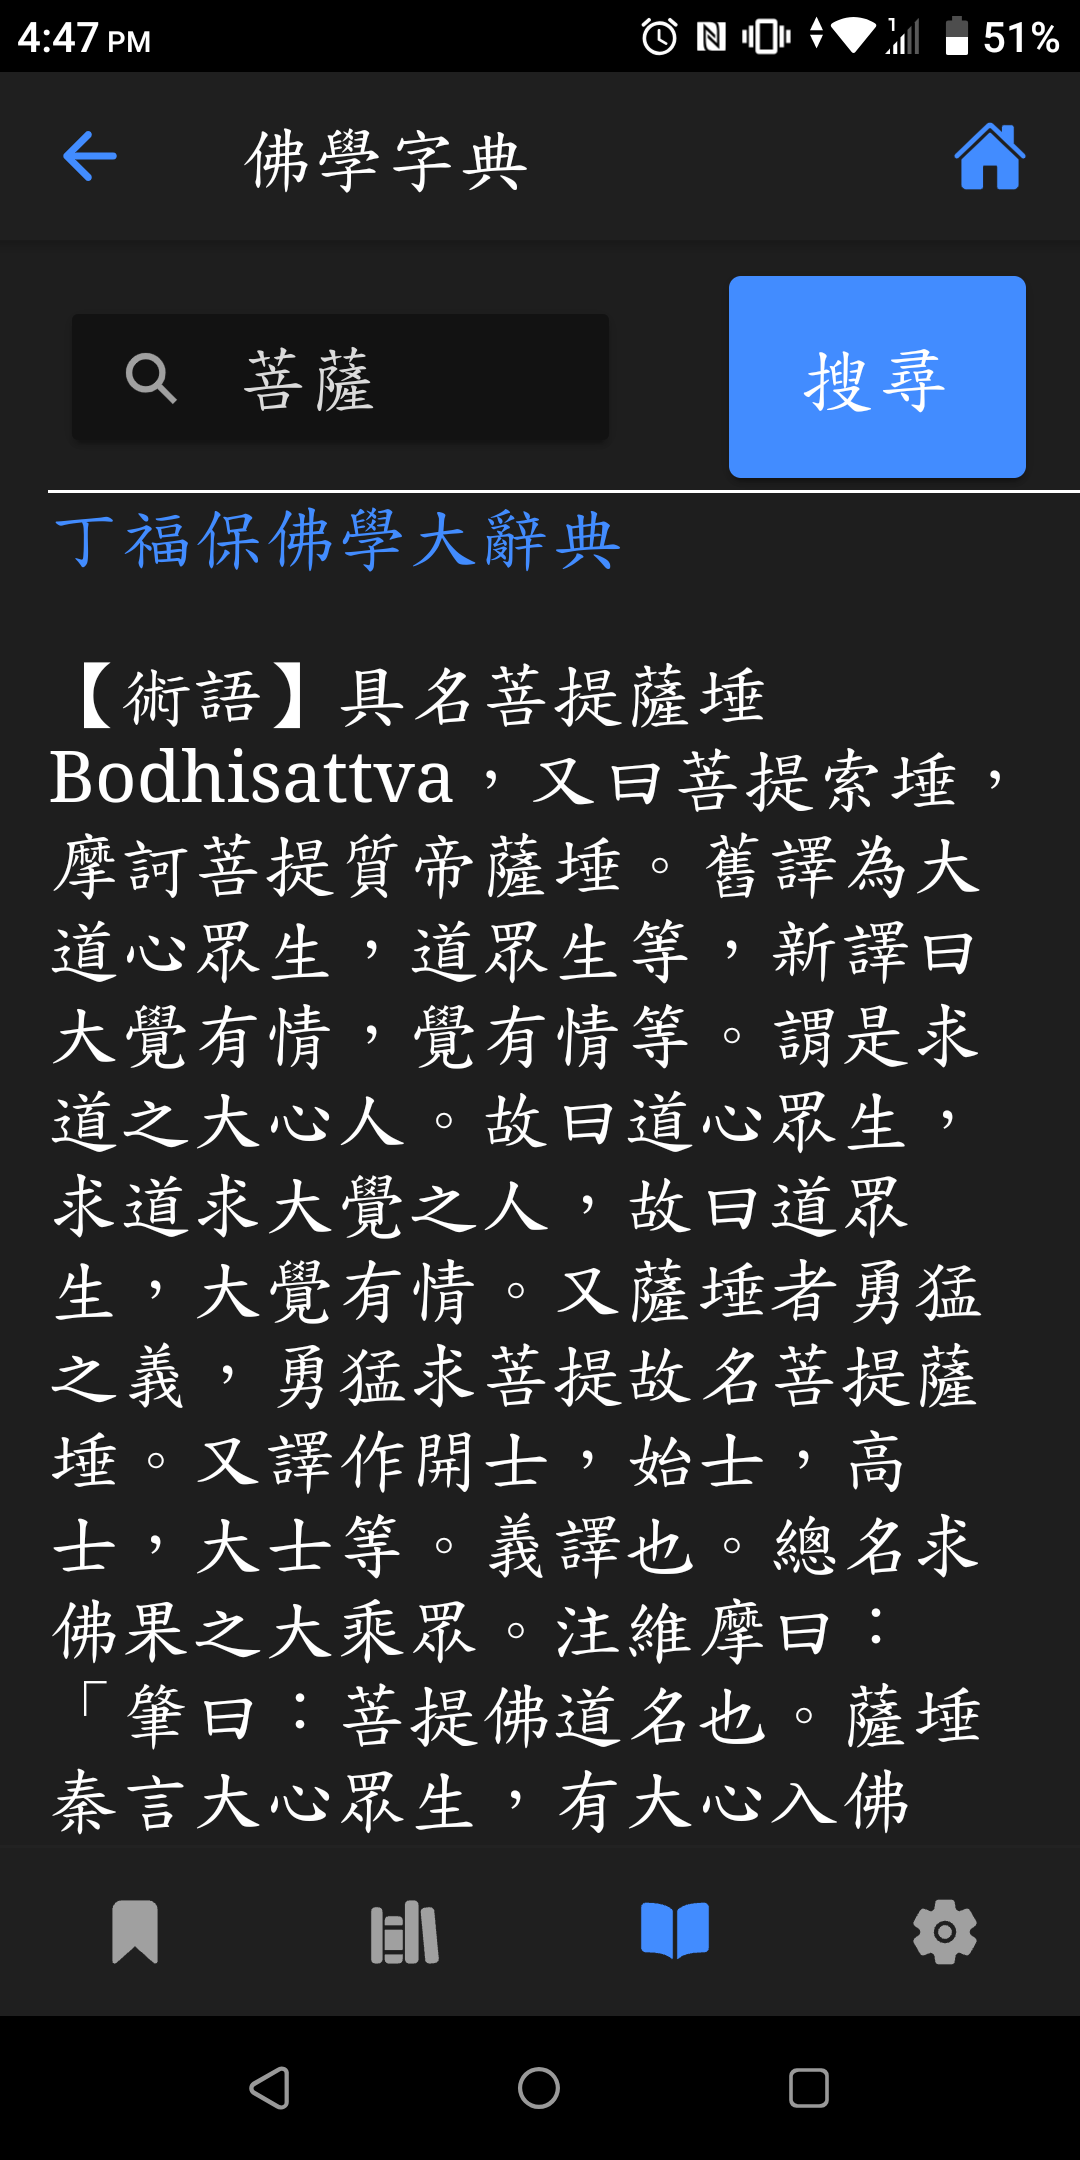 4:47 PM
1
51%
佛學字典
菩薩
搜尋
丁福保佛學大辭典
【術語】具名菩提薩埵
Bodhisattva，又曰菩提索埵，
摩訶菩提質帝薩埵。舊譯為大
道心眾生，道眾生等，新譯曰
大覺有情，覺有情等。謂是求
道之大心人。故曰道心眾生，
求道求大覺之人，故曰道眾
生，大覺有情。又薩埵者勇猛
之義，勇猛求菩提故名菩提薩
埵。又譯作開士，始士，高
士，大士等。義譯也。總名求
佛果之大乘眾。注維摩曰：
「肇曰：菩提佛道名也。薩埵
秦言大心眾生，有大心入佛